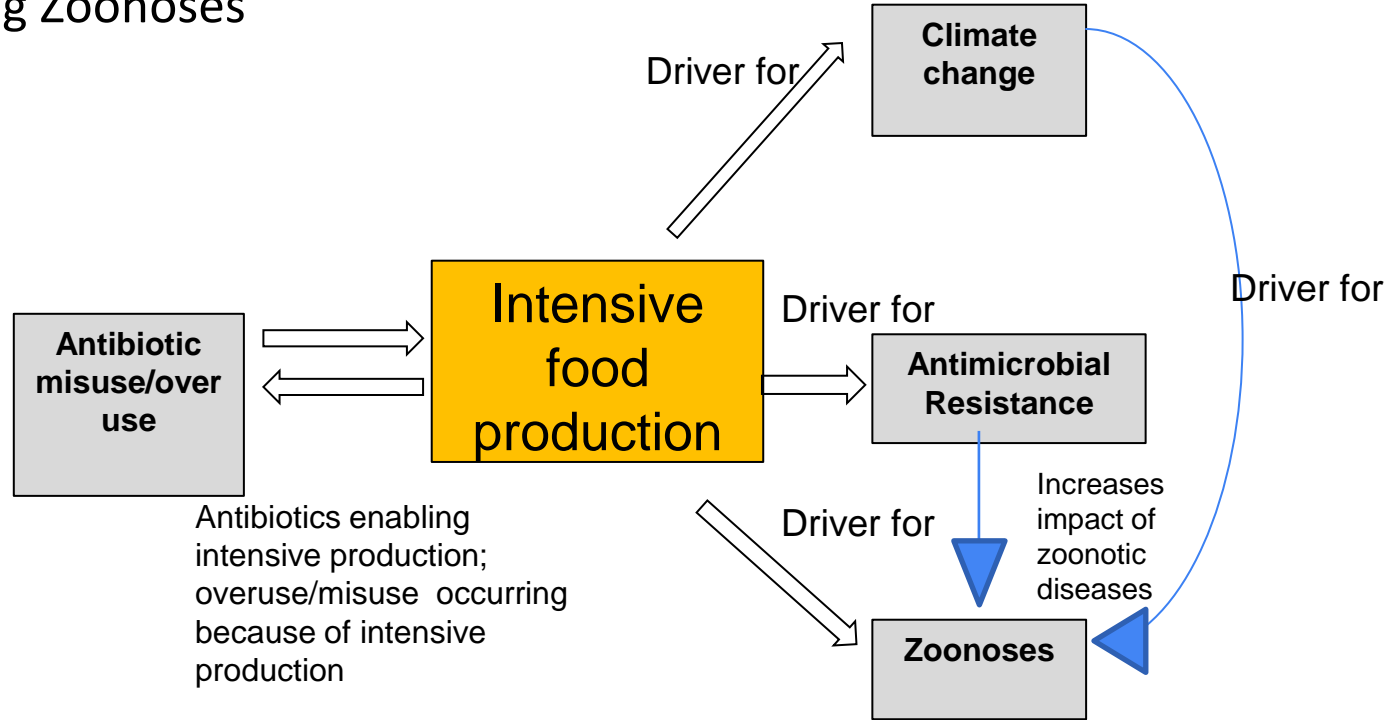 g Zoonoses
Climate
change
Driver for
Driver for
Intensive
food
production
Driver for
Antibiotic
misuse/over
use
Antimicrobial
Resistance
Increases
impact of
zoonotic
diseases
Driver for
Antibiotics enabling
intensive production;
overuse/misuse occurring
because of intensive
production
Zoonoses